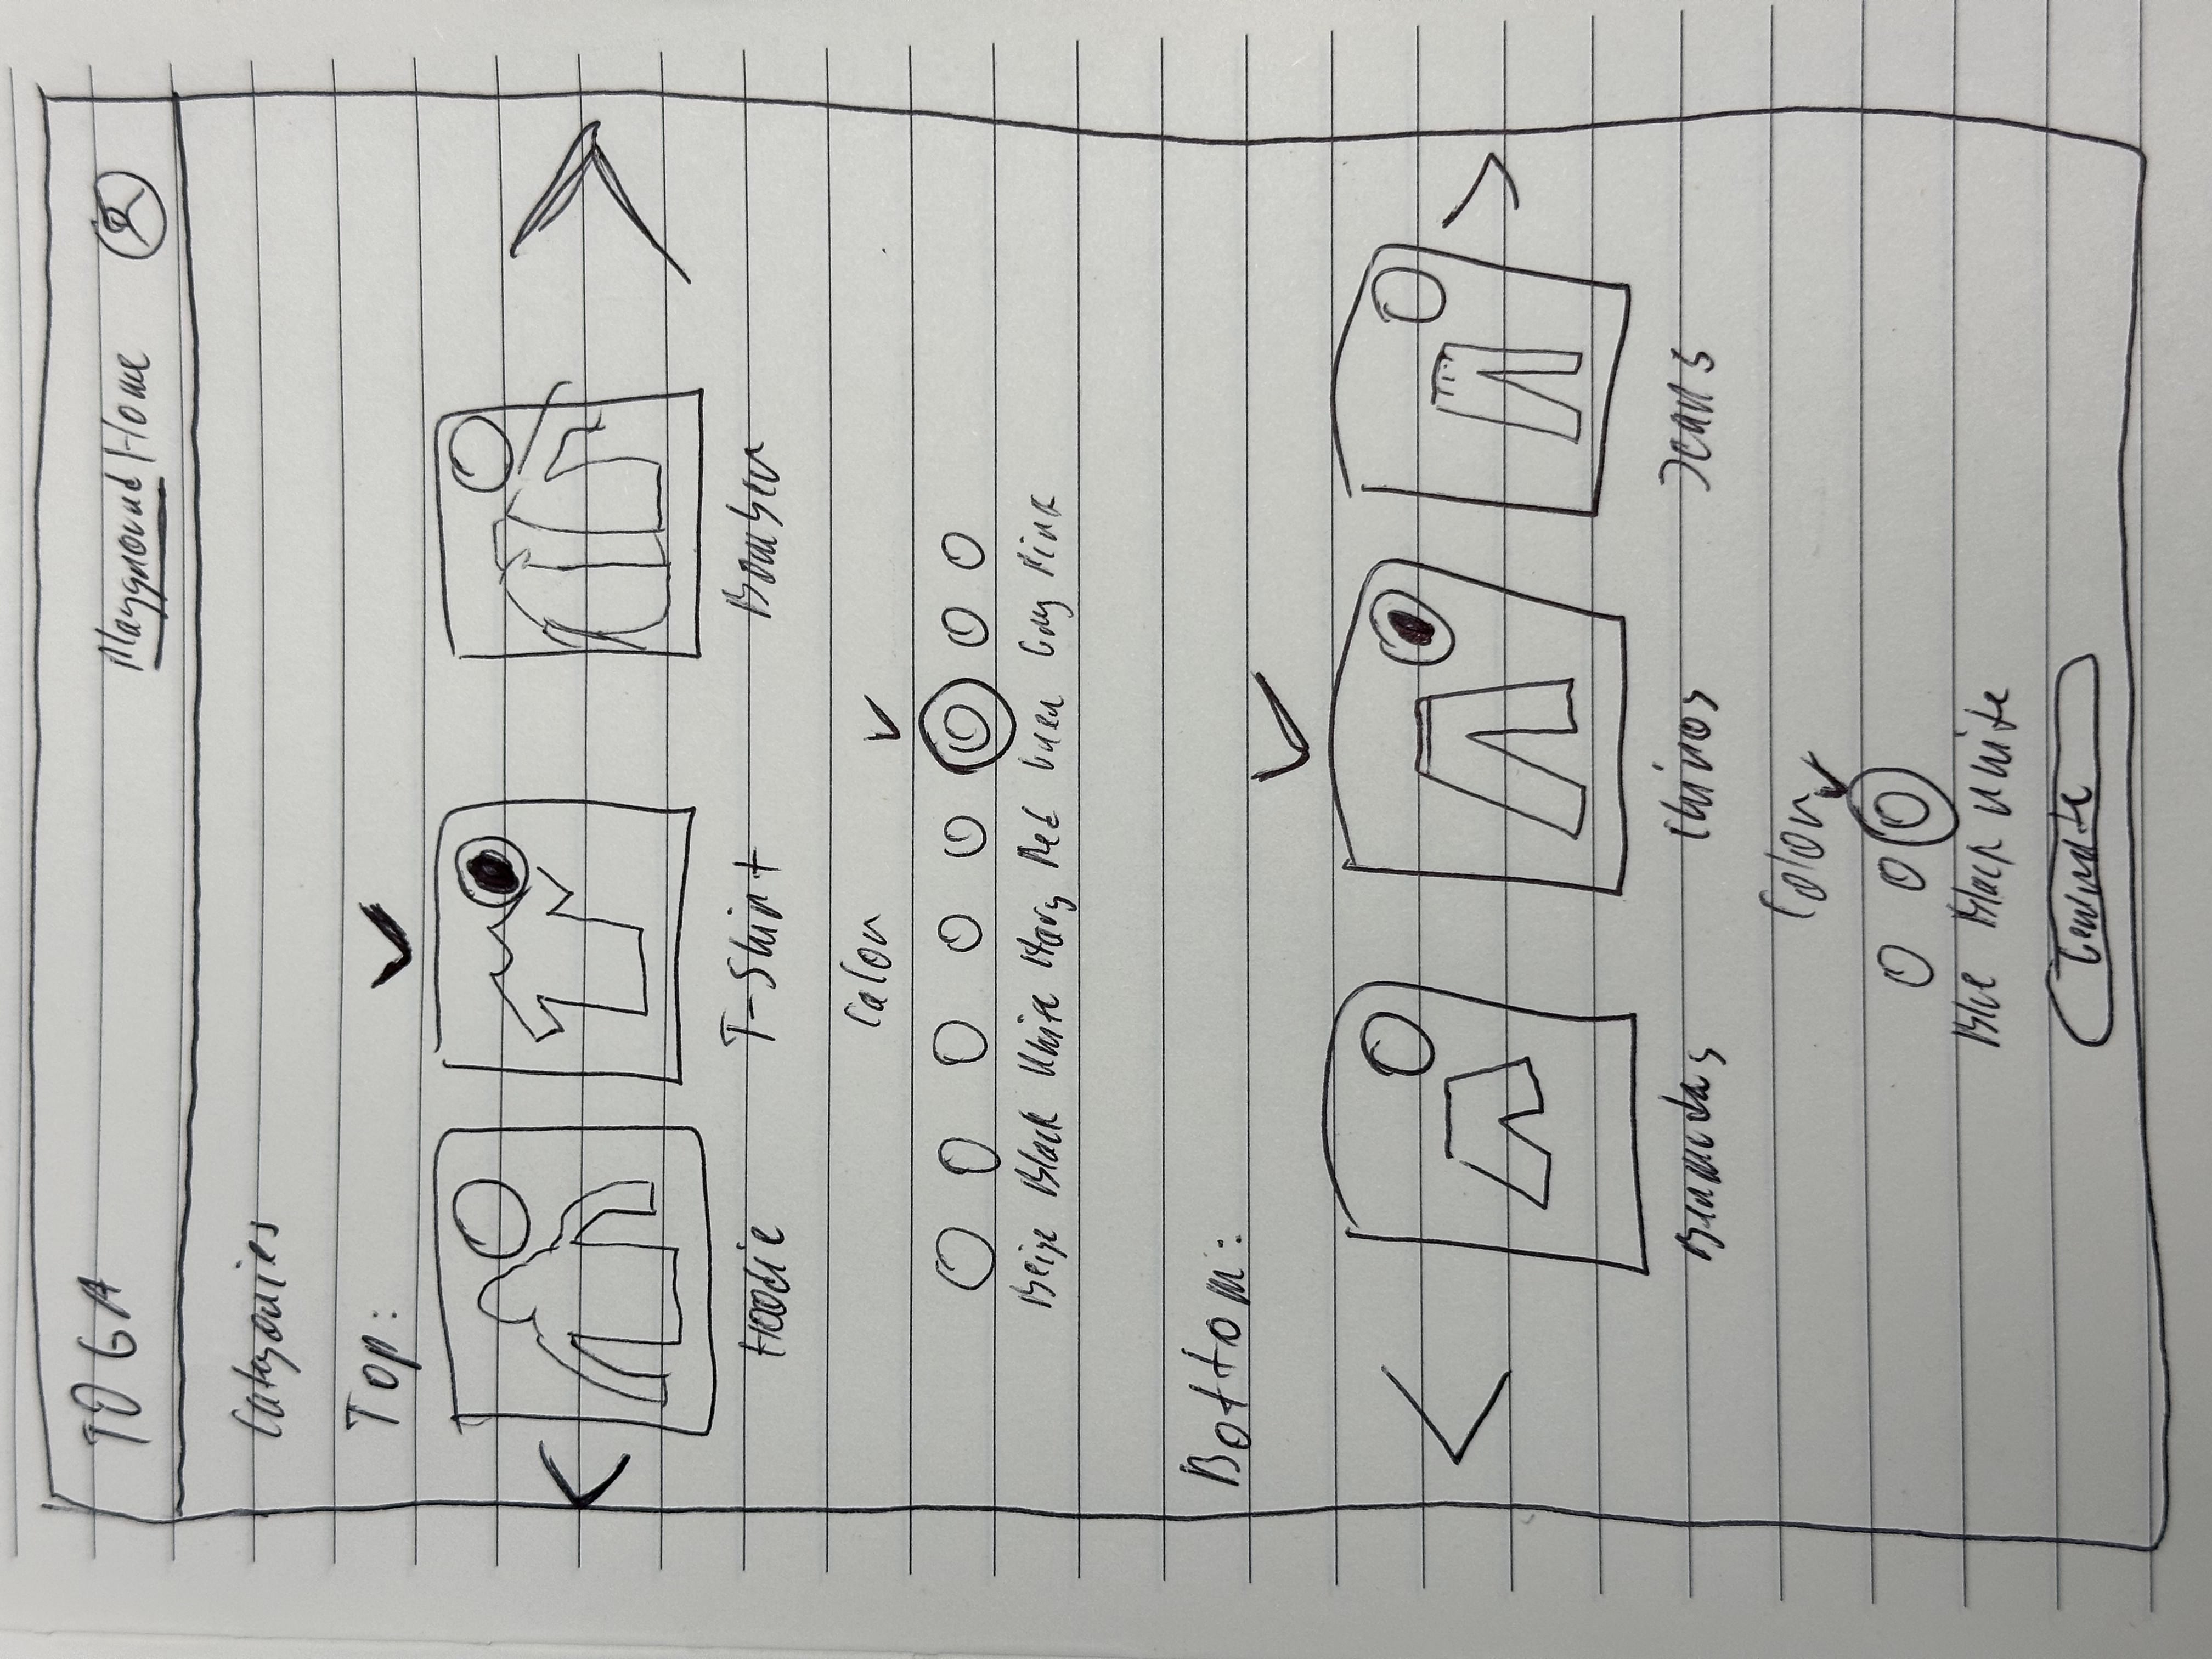 TOGA
Playground Home
Categories
Top:
Hoodie T-Shirt Bomber
Color
Beige Black White Navy Red Green Gray Pink
Bottom:
Bermudas Chinos Jeans
Color
Blue Black White
Generate